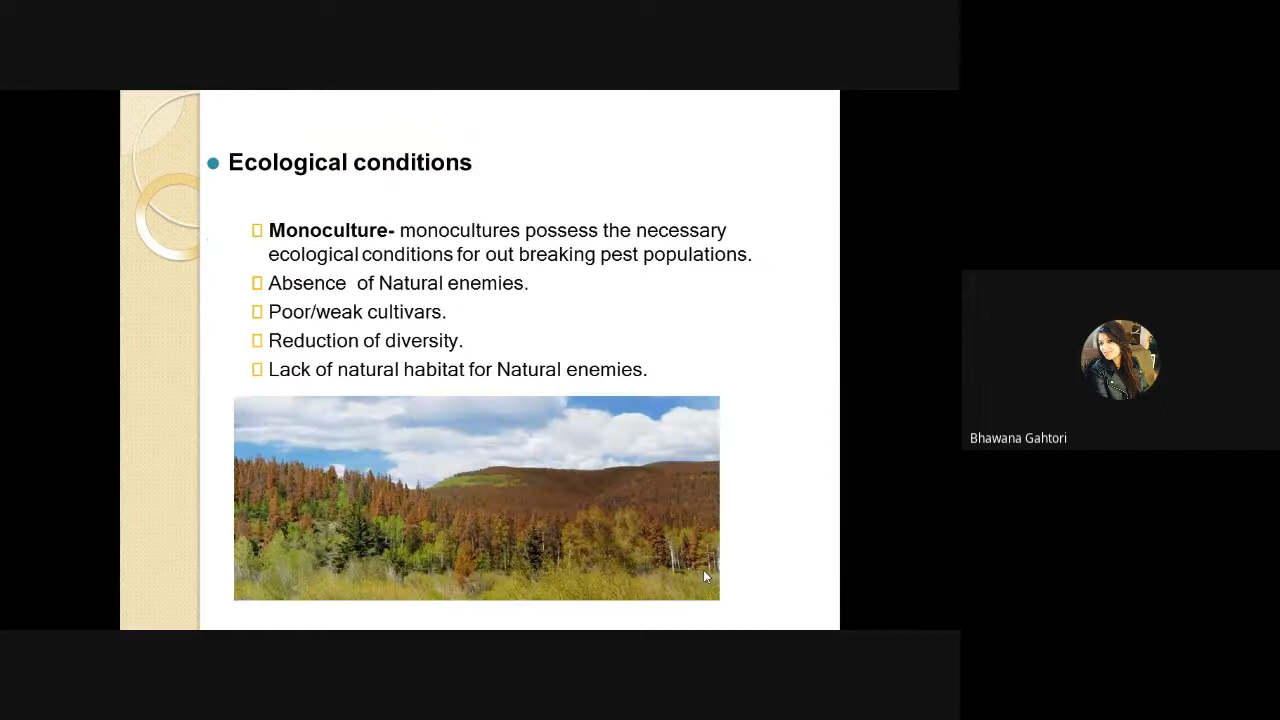 Ecological conditions
Monoculture- monocultures possess the necessary
ecological conditions for out breaking pest populations.
Absence of Natural enemies.
Poor/weak cultivars.
Reduction of diversity.
Lack of natural habitat for Natural enemies.
Bhawana Gahtori